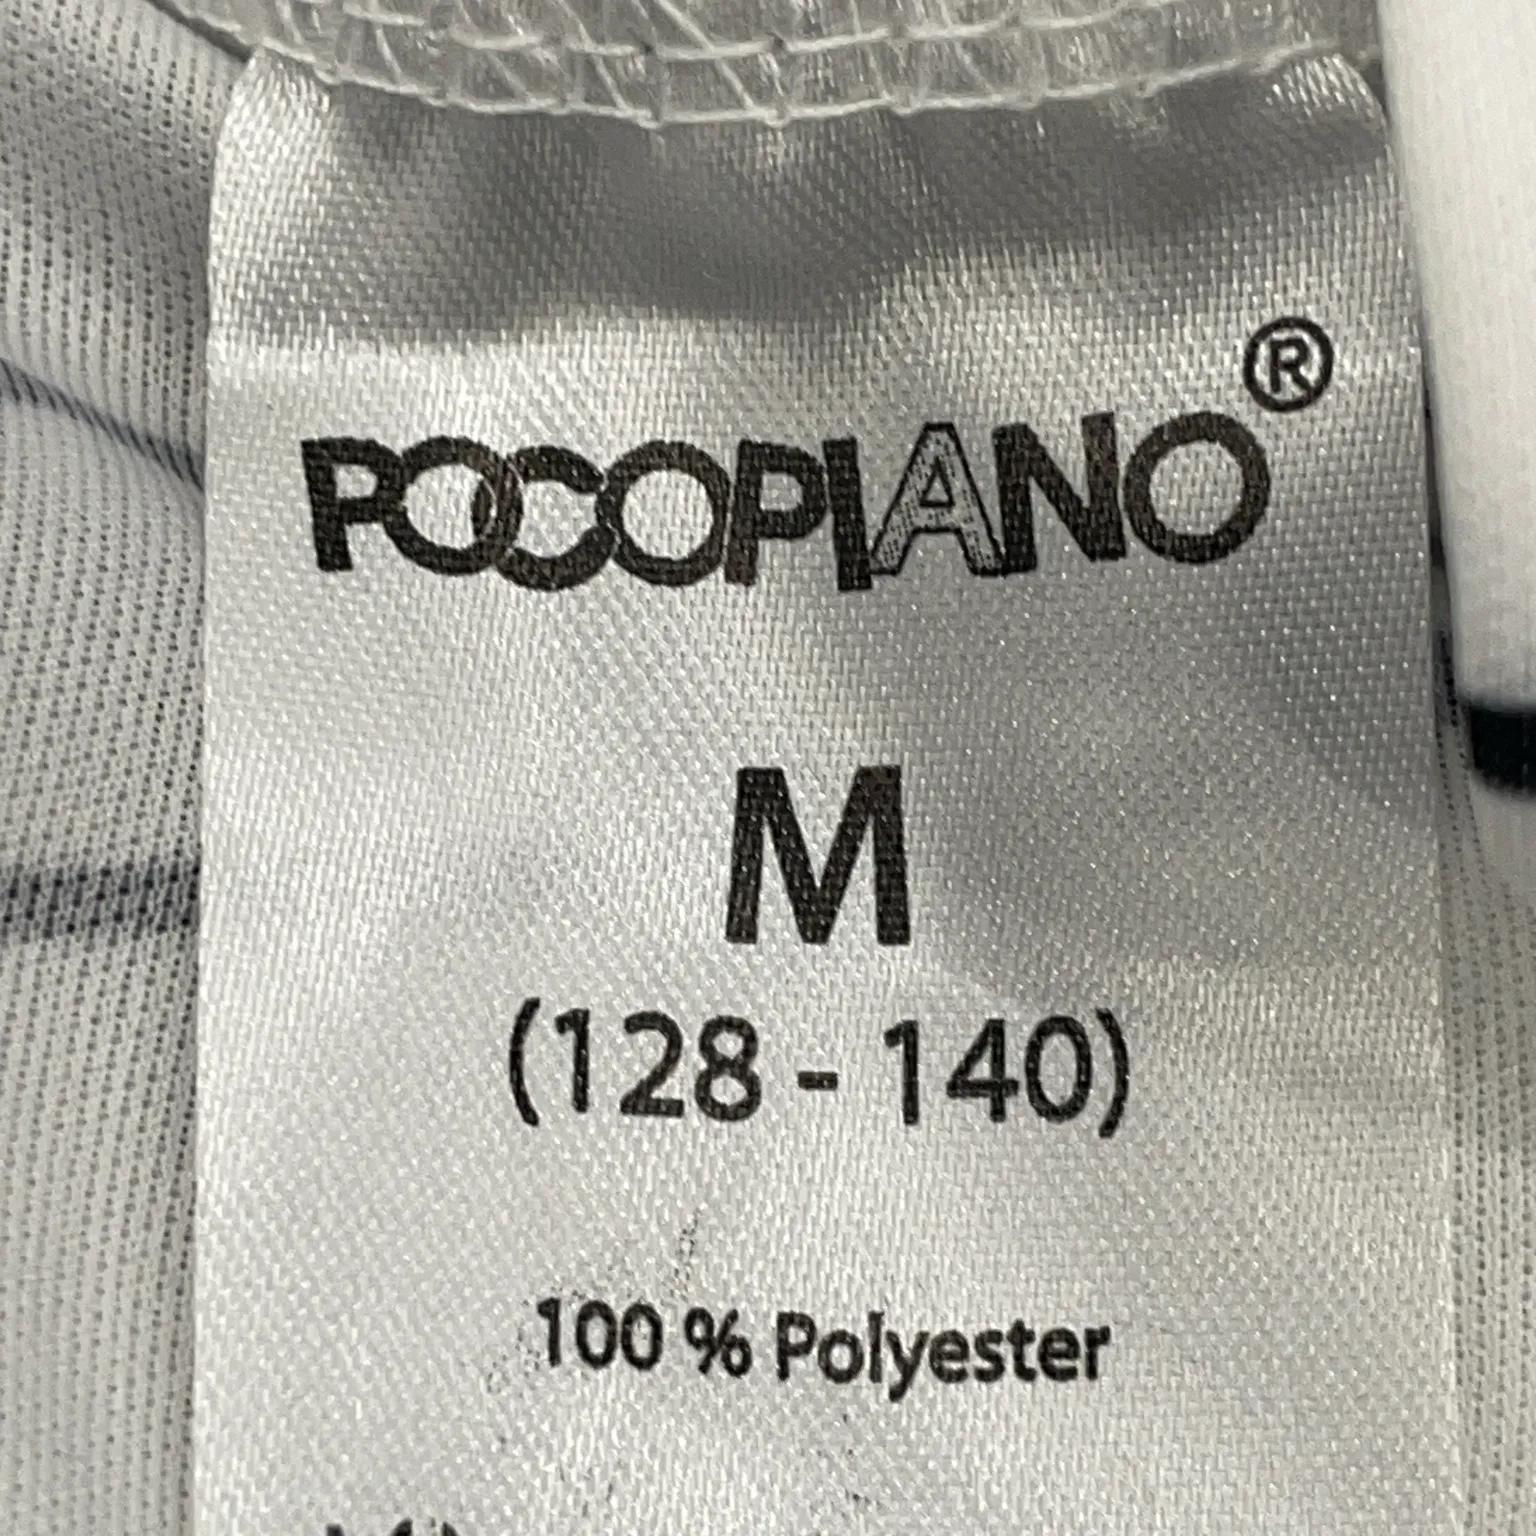 POCOPIANO®
M
(128 - 140)
100 % Polyester